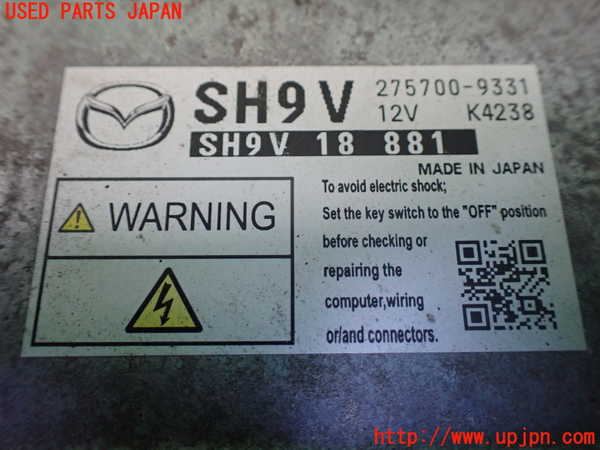 USED PARTS JAPAN
SH9V 275700-9331
12V K4238
SH9V 18 881
MADE IN JAPAN
WARNING
To avoid electric shock;
Set the key switch to the "OFF" position
before checking or
repairing the
computer,wiring
or/and connectors.
http://www.upjpn.com/